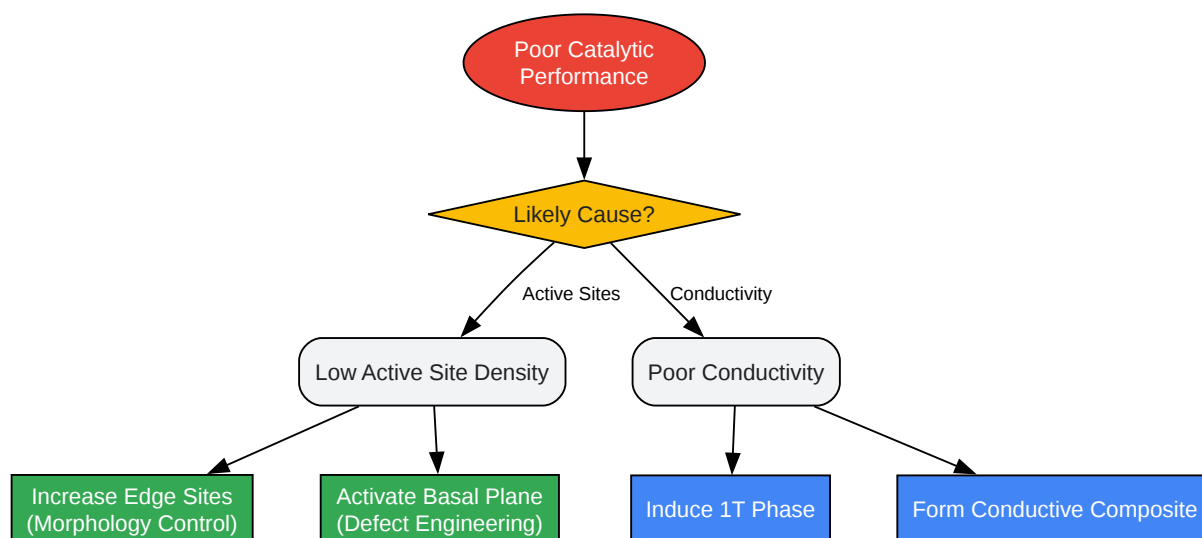 Poor Catalytic
Performance
Likely Cause?
Active Sites
Conductivity
Low Active Site Density
Poor Conductivity
Increase Edge Sites
(Morphology Control)
Activate Basal Plane
(Defect Engineering)
Induce 1T Phase
Form Conductive Composite